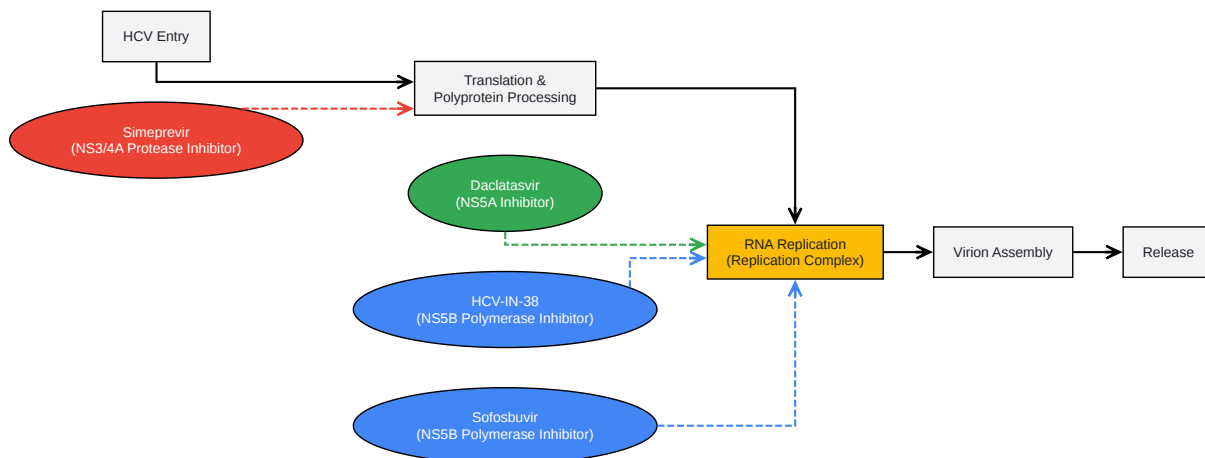 HCV Entry
Translation &
Polyprotein Processing
Simeprevir
(NS3/4A Protease Inhibitor)
Daclatasvir
(NS5A Inhibitor)
RNA Replication
(Replication Complex)
Virion Assembly
Release
HCV-IN-38
(NS5B Polymerase Inhibitor)
Sofosbuvir
(NS5B Polymerase Inhibitor)